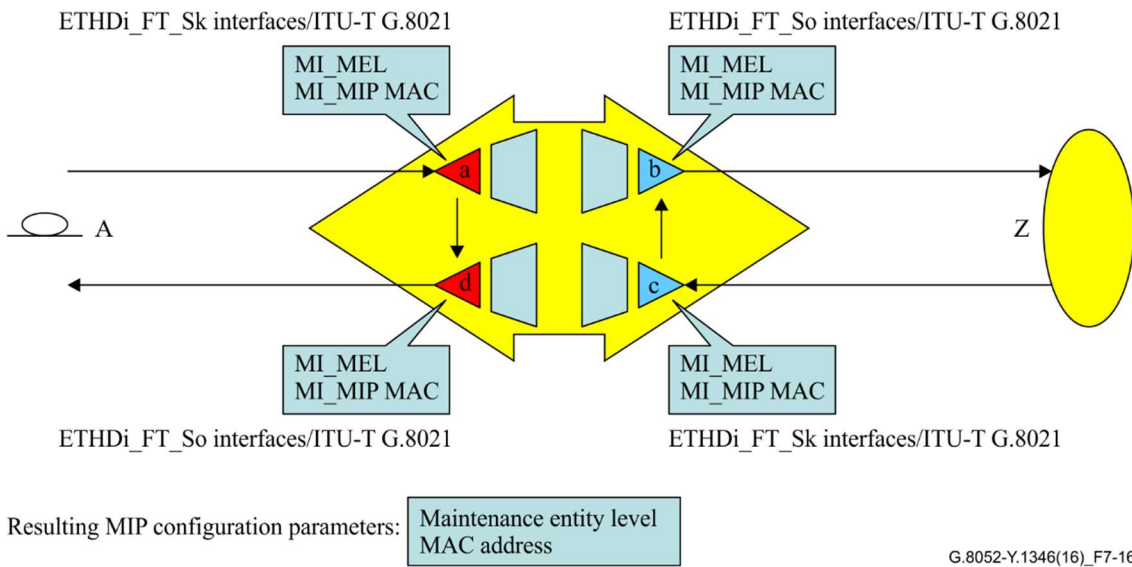 ETHDi_FT_Sk interfaces/ITU-T G.8021
ETHDi_FT_So interfaces/ITU-T G.8021
MI_MEL
MI_MIP MAC
MI_MEL
MI_MIP MAC
a
b
A
Z
d
c
MI_MEL
MI_MIP MAC
MI_MEL
MI_MIP MAC
ETHDi_FT_So interfaces/ITU-T G.8021
ETHDi_FT_Sk interfaces/ITU-T G.8021
Resulting MIP configuration parameters:
Maintenance entity level
MAC address
G.8052-Y.1346(16)_F7-16